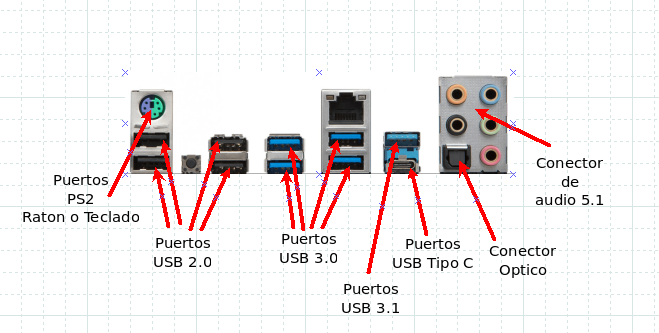 Puertos
PS2
Raton o Teclado
Puertos
USB 2.0
Puertos
USB 3.0
Puertos
USB 3.1
Puertos
USB Tipo C
Conector
Optico
Conector
de
audio 5.1